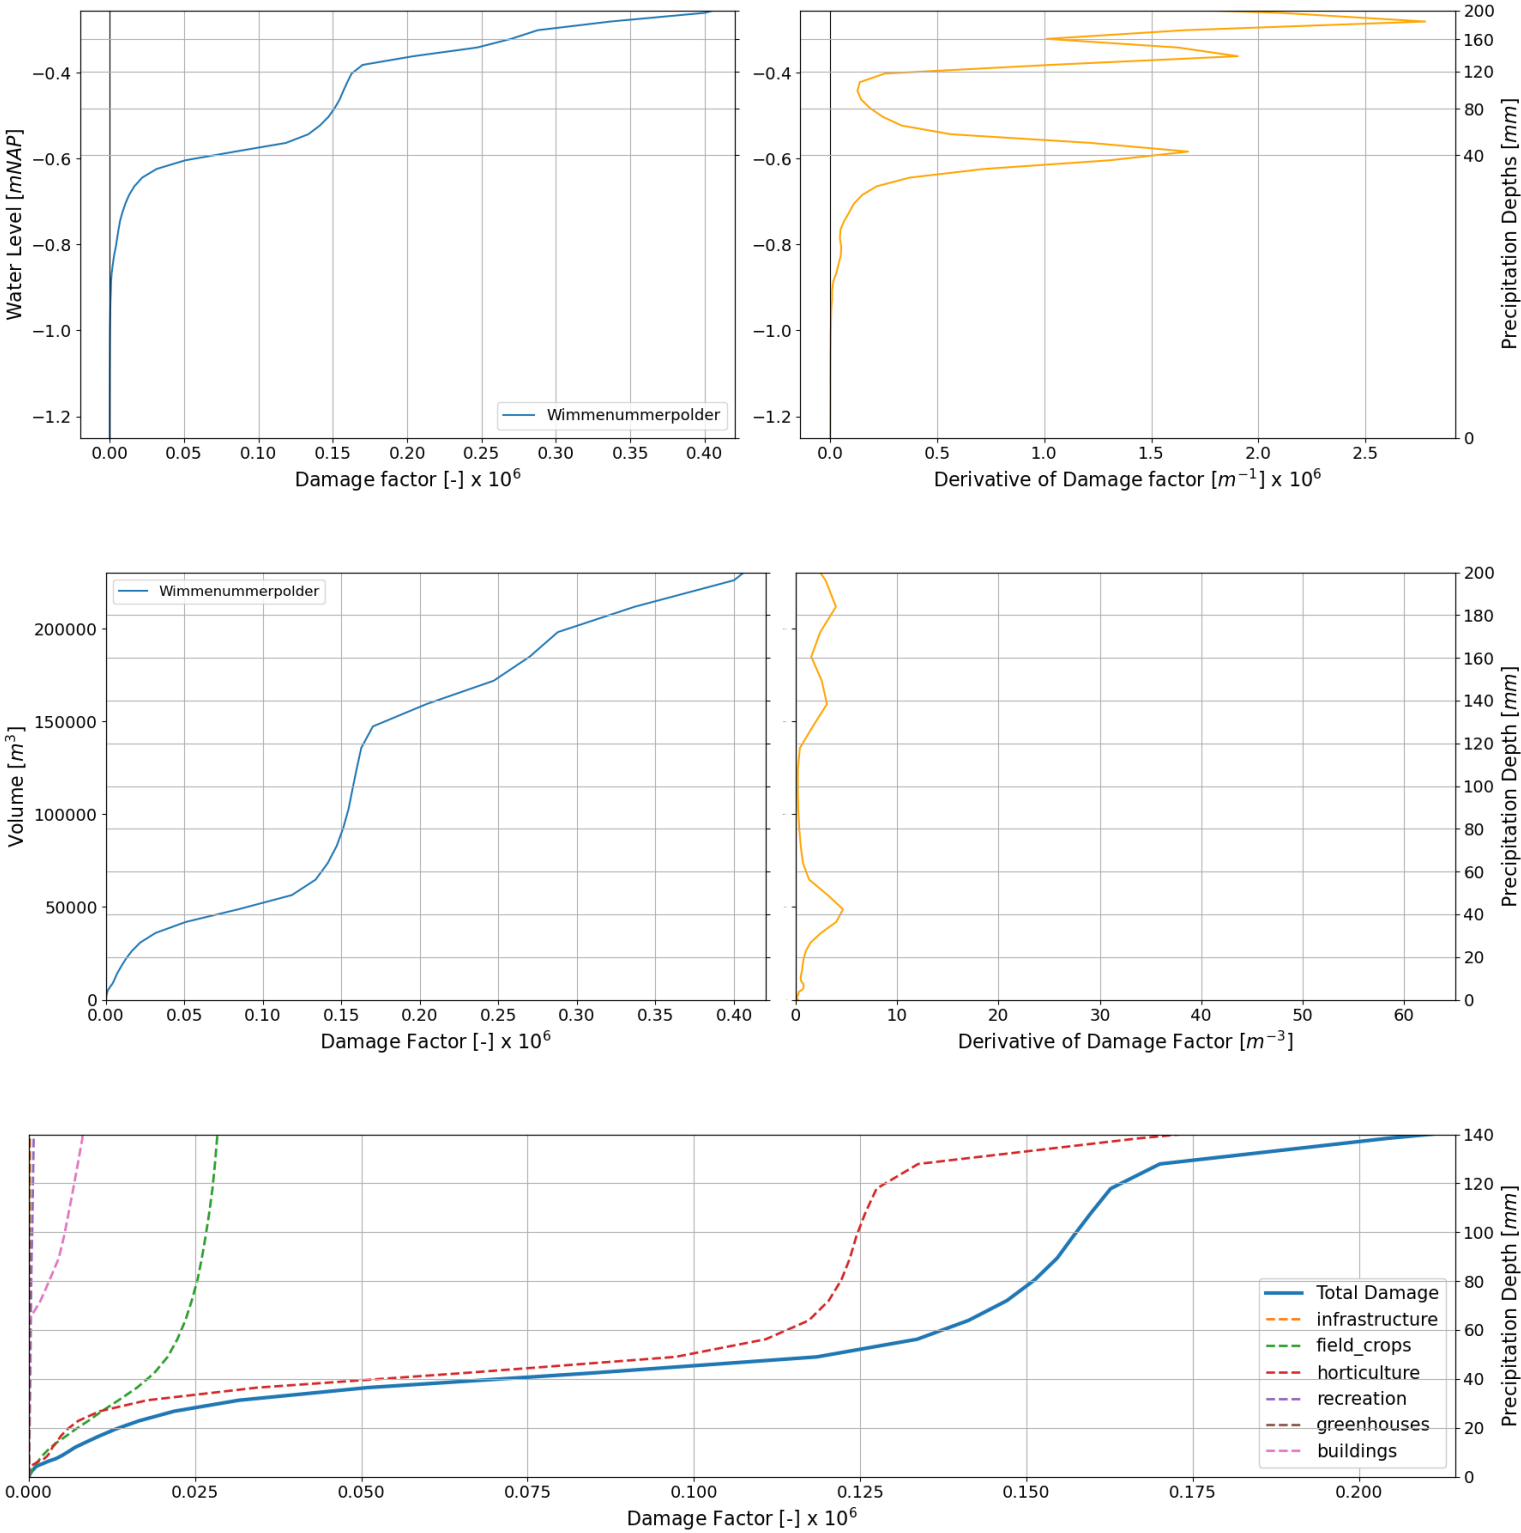 −0.4
−0.6
−0.8
−1.0
−1.2
Water Level [mNAP]
0.00 0.05 0.10 0.15 0.20 0.25 0.30 0.35 0.40
Damage factor [-] x 10^6
Wimmenummerpolder
−0.4
−0.6
−0.8
−1.0
−1.2
200
160
120
80
40
0
Precipitation Depths [mm]
0.0 0.5 1.0 1.5 2.0 2.5
Derivative of Damage factor [m^−1] x 10^6
Wimmenummerpolder
200000
150000
100000
50000
0
Volume [m^3]
0.00 0.05 0.10 0.15 0.20 0.25 0.30 0.35 0.40
Damage Factor [-] x 10^6
200
180
160
140
120
100
80
60
40
20
0
Precipitation Depth [mm]
0 10 20 30 40 50 60
Derivative of Damage Factor [m^−3]
140
120
100
80
60
40
20
0
Precipitation Depth [mm]
Total Damage
infrastructure
field_crops
horticulture
recreation
greenhouses
buildings
0.000 0.025 0.050 0.075 0.100 0.125 0.150 0.175 0.200
Damage Factor [-] x 10^6